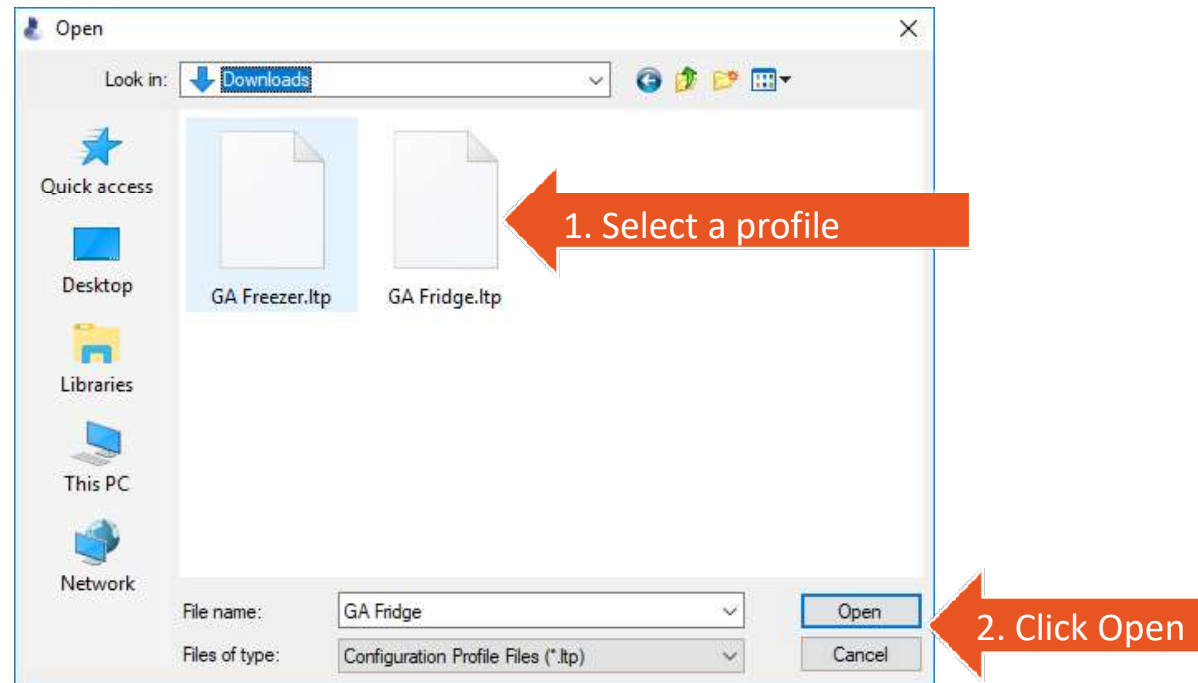 Open
Look in: Downloads
Quick access
Desktop
Libraries
This PC
Network
GA Freezer.ltp
GA Fridge.ltp
1. Select a profile
File name: GA Fridge
Open
Files of type: Configuration Profile Files (*.ltp)
Cancel
2. Click Open